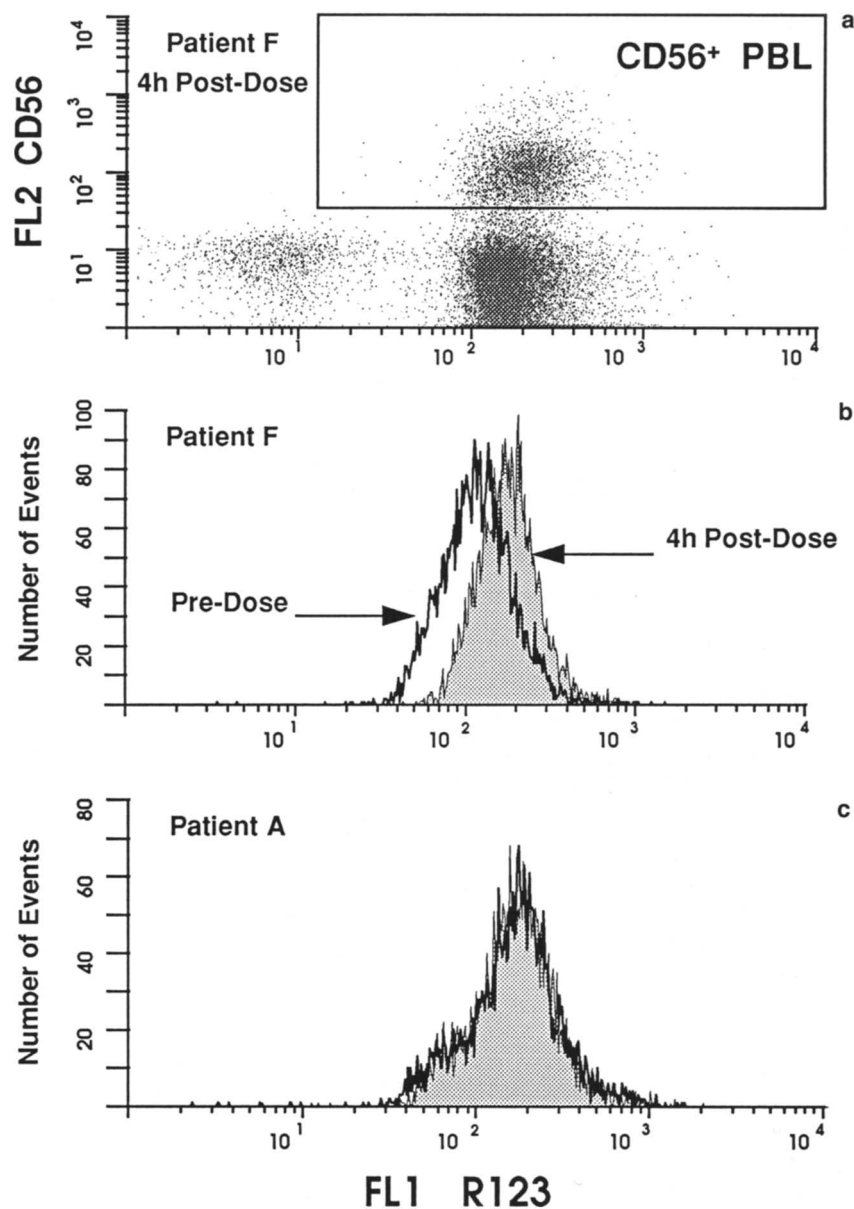 a
Patient F
4h Post-Dose
CD56⁺ PBL
FL2 CD56
10⁴
10³
10²
10¹
10¹ 10² 10³ 10⁴
b
Patient F
4h Post-Dose
Pre-Dose
Number of Events
100
80
60
40
20
10¹ 10² 10³ 10⁴
c
Patient A
Number of Events
80
60
40
20
10¹ 10² 10³ 10⁴
FL1 R123